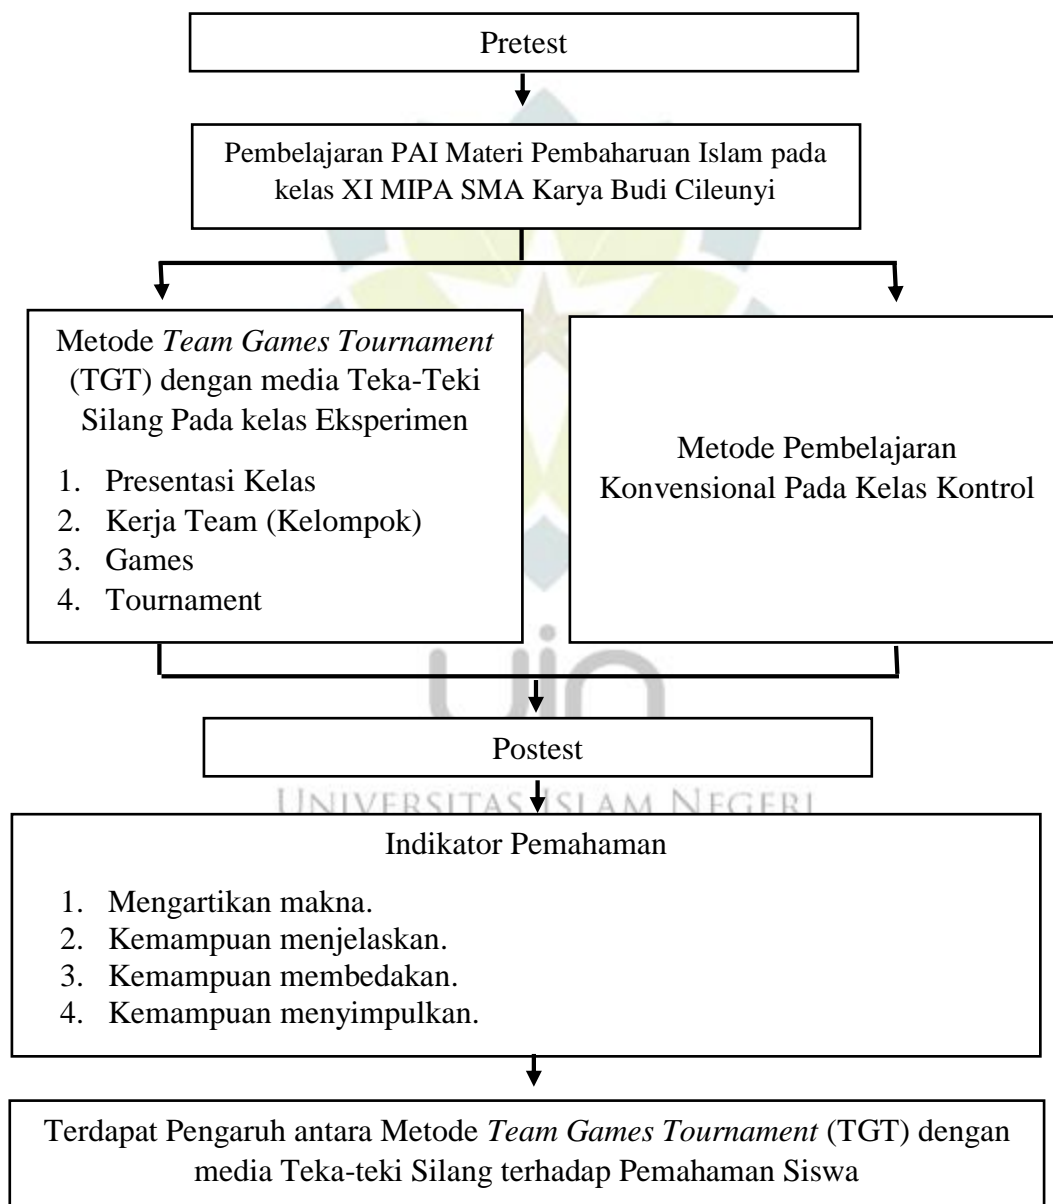 Pretest
Pembelajaran PAI Materi Pembaharuan Islam pada
kelas XI MIPA SMA Karya Budi Cileunyi
Metode Team Games Tournament
(TGT) dengan media Teka-Teki
Silang Pada kelas Eksperimen
1. Presentasi Kelas
2. Kerja Team (Kelompok)
3. Games
4. Tournament
Metode Pembelajaran
Konvensional Pada Kelas Kontrol
uin
Postest
UNIVERSITAS ISLAM NEGERI
Indikator Pemahaman
1. Mengartikan makna.
2. Kemampuan menjelaskan.
3. Kemampuan membedakan.
4. Kemampuan menyimpulkan.
Terdapat Pengaruh antara Metode Team Games Tournament (TGT) dengan
media Teka-teki Silang terhadap Pemahaman Siswa